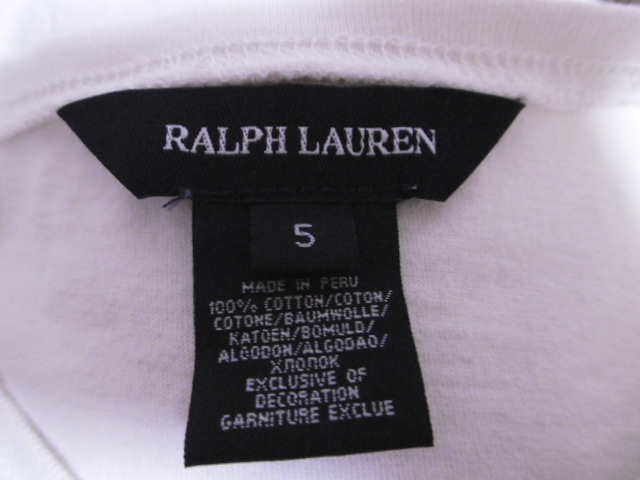 RALPH LAUREN
5
MADE IN PERU
100% COTTON/COTON/
COTONE/BAUMWOLLE/
KATOEN/BOMULD/
ALGODON/ALGODAO/
ХЛОПОК
EXCLUSIVE OF
DECORATION
GARNITURE EXCLUE